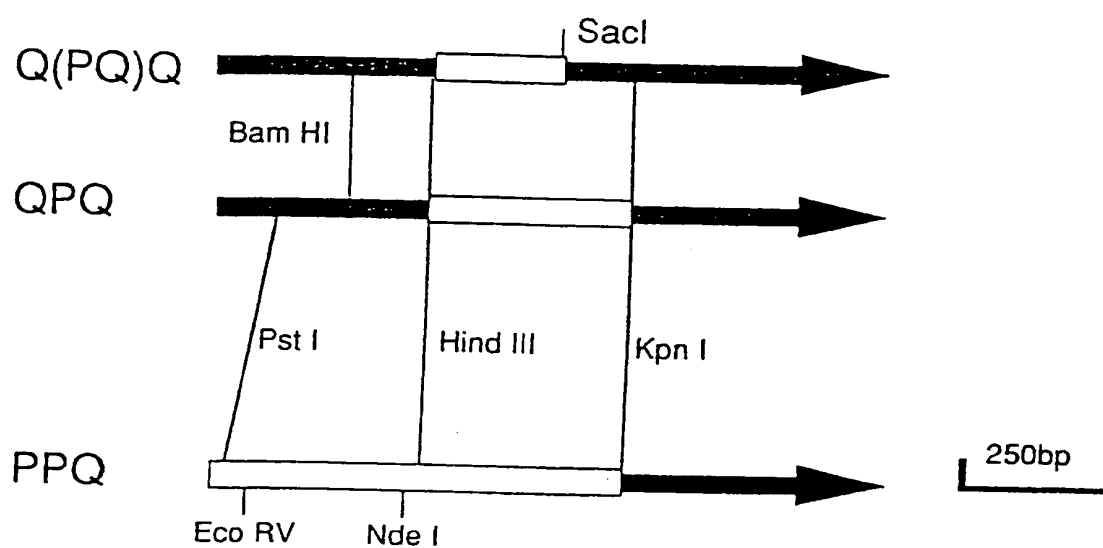 SacI
Q(PQ)Q
Bam HI
QPQ
Pst I
Hind III
Kpn I
PPQ
250bp
Eco RV
Nde I